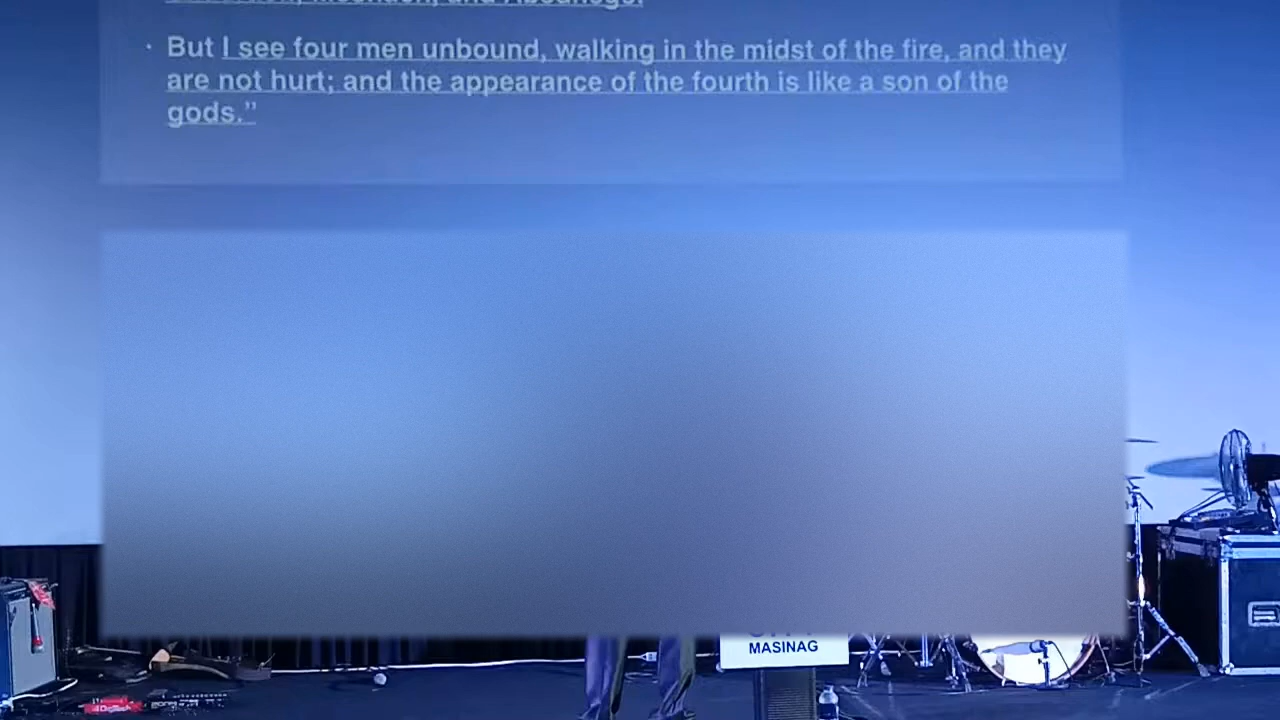 But I see four men unbound, walking in the midst of the fire, and they
are not hurt; and the appearance of the fourth is like a son of the
gods.”
MASINAG
DigiTech